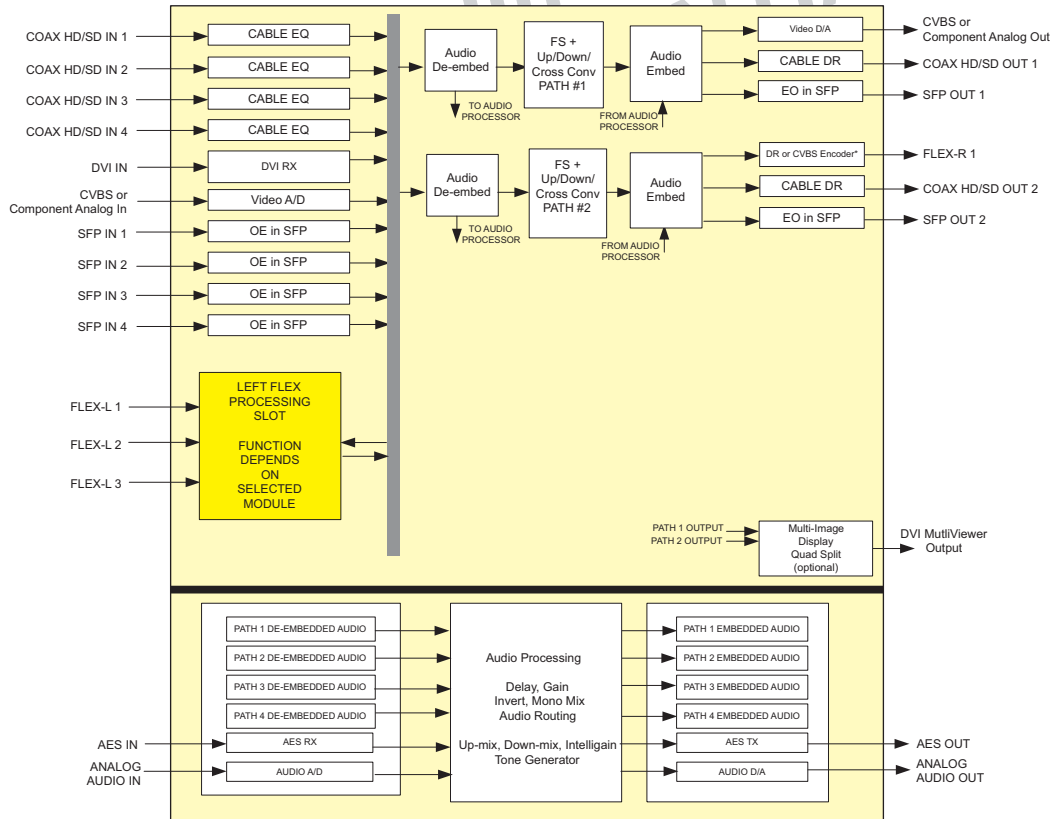 COAX HD/SD IN 1
COAX HD/SD IN 2
COAX HD/SD IN 3
COAX HD/SD IN 4
DVI IN
CVBS or
Component Analog In
SFP IN 1
SFP IN 2
SFP IN 3
SFP IN 4
FLEX-L 1
FLEX-L 2
FLEX-L 3
CABLE EQ
CABLE EQ
CABLE EQ
CABLE EQ
DVI RX
Video A/D
OE in SFP
OE in SFP
OE in SFP
OE in SFP
LEFT FLEX
PROCESSING
SLOT
FUNCTION
DEPENDS
ON
SELECTED
MODULE
Audio
De-embed
TO AUDIO
PROCESSOR
FS +
Up/Down/
Cross Conv
PATH #1
Audio
Embed
FROM AUDIO
PROCESSOR
Video D/A
CABLE DR
EO in SFP
CVBS or
Component Analog Out
COAX HD/SD OUT 1
SFP OUT 1
Audio
De-embed
TO AUDIO
PROCESSOR
FS +
Up/Down/
Cross Conv
PATH #2
Audio
Embed
FROM AUDIO
PROCESSOR
DR or CVBS Encoder*
CABLE DR
EO in SFP
FLEX-R 1
COAX HD/SD OUT 2
SFP OUT 2
PATH 1 OUTPUT
PATH 2 OUTPUT
Multi-Image
Display
Quad Split
(optional)
DVI MutliViewer
Output
AES IN
ANALOG
AUDIO IN
PATH 1 DE-EMBEDDED AUDIO
PATH 2 DE-EMBEDDED AUDIO
PATH 3 DE-EMBEDDED AUDIO
PATH 4 DE-EMBEDDED AUDIO
AES RX
AUDIO A/D
Audio Processing
Delay, Gain
Invert, Mono Mix
Audio Routing
Up-mix, Down-mix, Intelligain
Tone Generator
PATH 1 EMBEDDED AUDIO
PATH 2 EMBEDDED AUDIO
PATH 3 EMBEDDED AUDIO
PATH 4 EMBEDDED AUDIO
AES TX
AUDIO D/A
AES OUT
ANALOG
AUDIO OUT